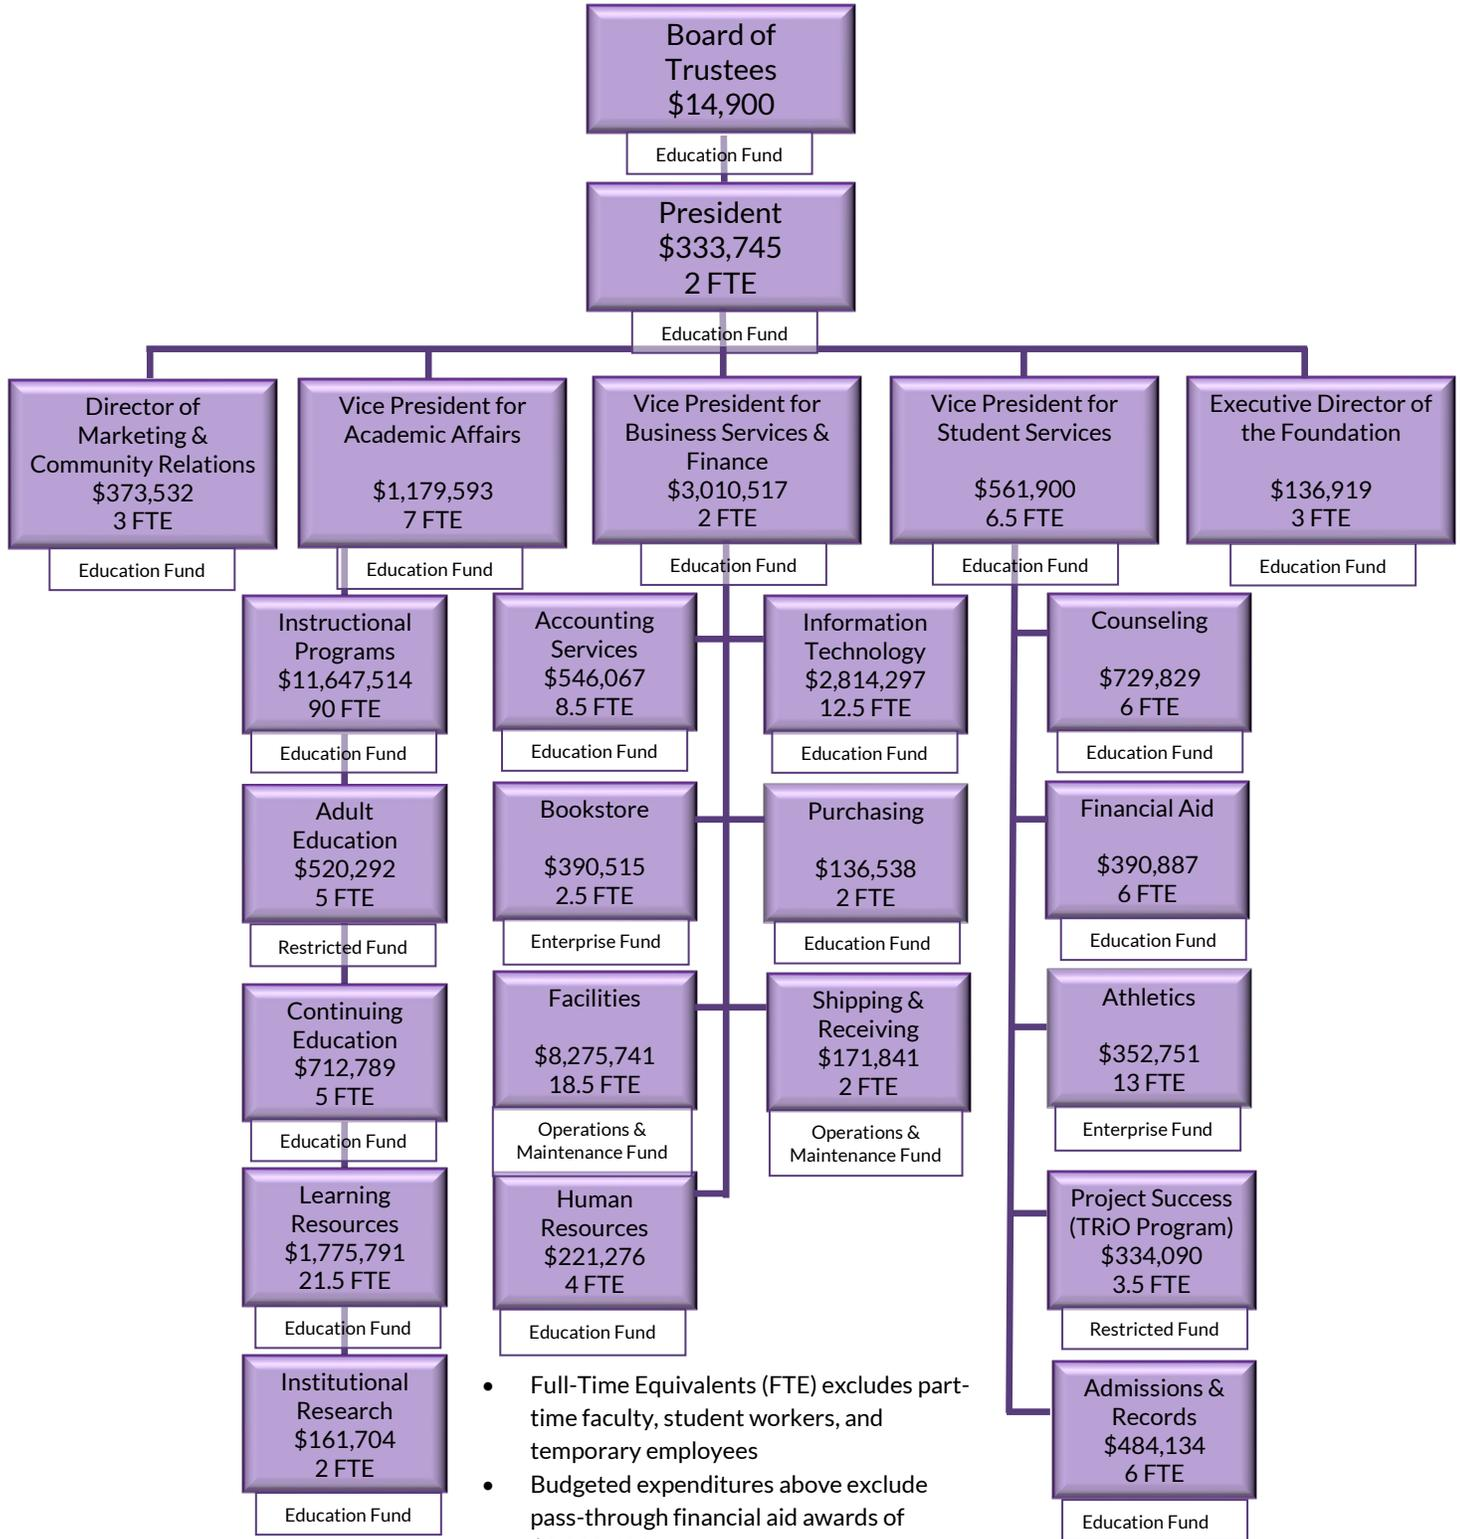 Board of
Trustees
$14,900
Education Fund
President
$333,745
2 FTE
Education Fund
Director of
Marketing &
Community Relations
$373,532
3 FTE
Education Fund
Vice President for
Academic Affairs
$1,179,593
7 FTE
Education Fund
Vice President for
Business Services &
Finance
$3,010,517
2 FTE
Education Fund
Vice President for
Student Services
$561,900
6.5 FTE
Education Fund
Executive Director of
the Foundation
$136,919
3 FTE
Education Fund
Instructional
Programs
$11,647,514
90 FTE
Education Fund
Adult
Education
$520,292
5 FTE
Restricted Fund
Continuing
Education
$712,789
5 FTE
Education Fund
Learning
Resources
$1,775,791
21.5 FTE
Education Fund
Institutional
Research
$161,704
2 FTE
Education Fund
Accounting
Services
$546,067
8.5 FTE
Education Fund
Bookstore
$390,515
2.5 FTE
Enterprise Fund
Facilities
$8,275,741
18.5 FTE
Operations &
Maintenance Fund
Human
Resources
$221,276
4 FTE
Education Fund
Information
Technology
$2,814,297
12.5 FTE
Education Fund
Purchasing
$136,538
2 FTE
Education Fund
Shipping &
Receiving
$171,841
2 FTE
Operations &
Maintenance Fund
Counseling
$729,829
6 FTE
Education Fund
Financial Aid
$390,887
6 FTE
Education Fund
Athletics
$352,751
13 FTE
Enterprise Fund
Project Success
(TRiO Program)
$334,090
3.5 FTE
Restricted Fund
Admissions &
Records
$484,134
6 FTE
Education Fund
• Full-Time Equivalents (FTE) excludes part-
time faculty, student workers, and
temporary employees
• Budgeted expenditures above exclude
pass-through financial aid awards of